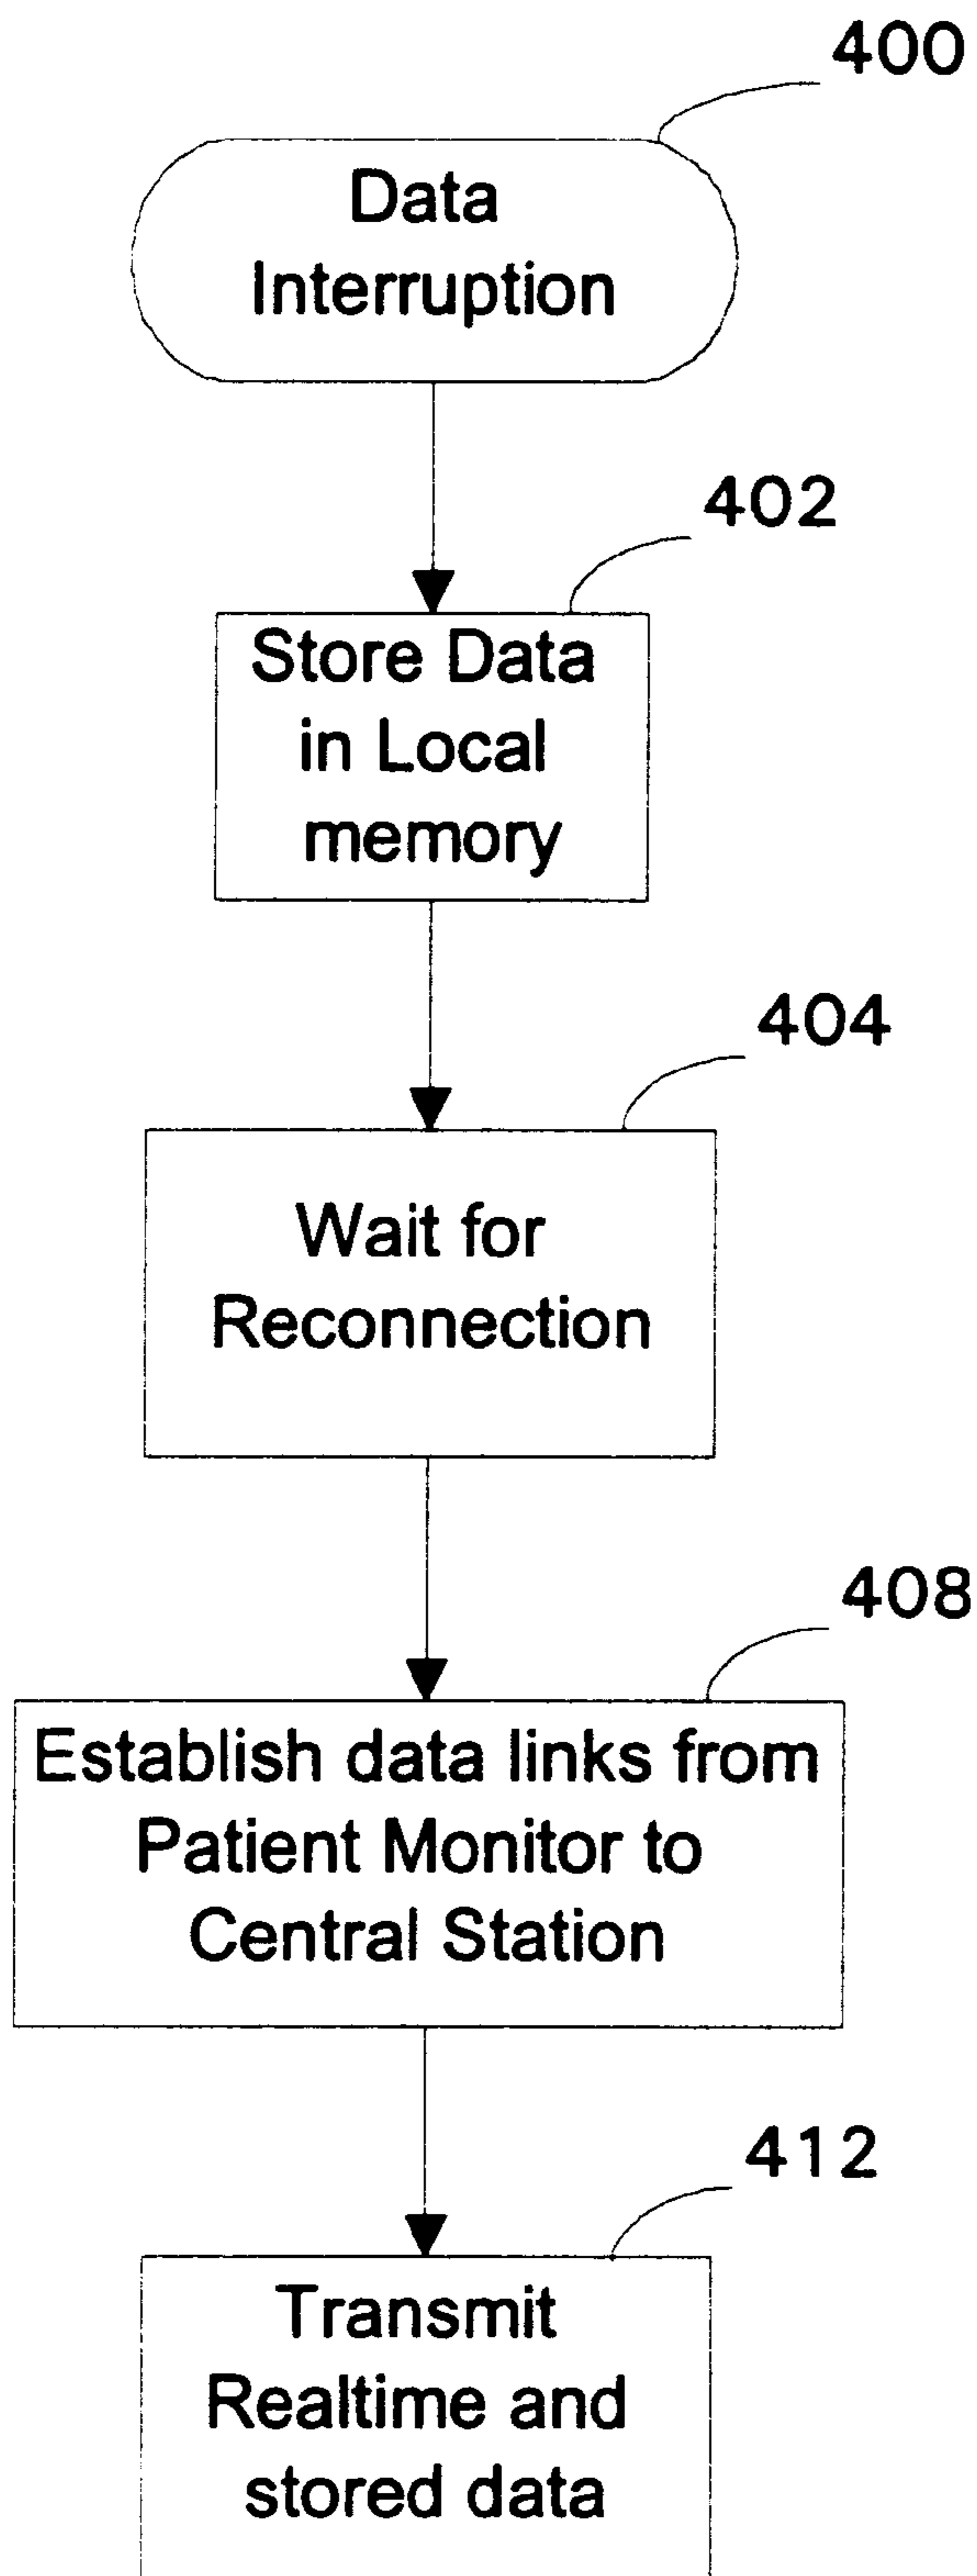 400
Data
Interruption
402
Store Data
in Local
memory
404
Wait for
Reconnection
408
Establish data links from
Patient Monitor to
Central Station
412
Transmit
Realtime and
stored data